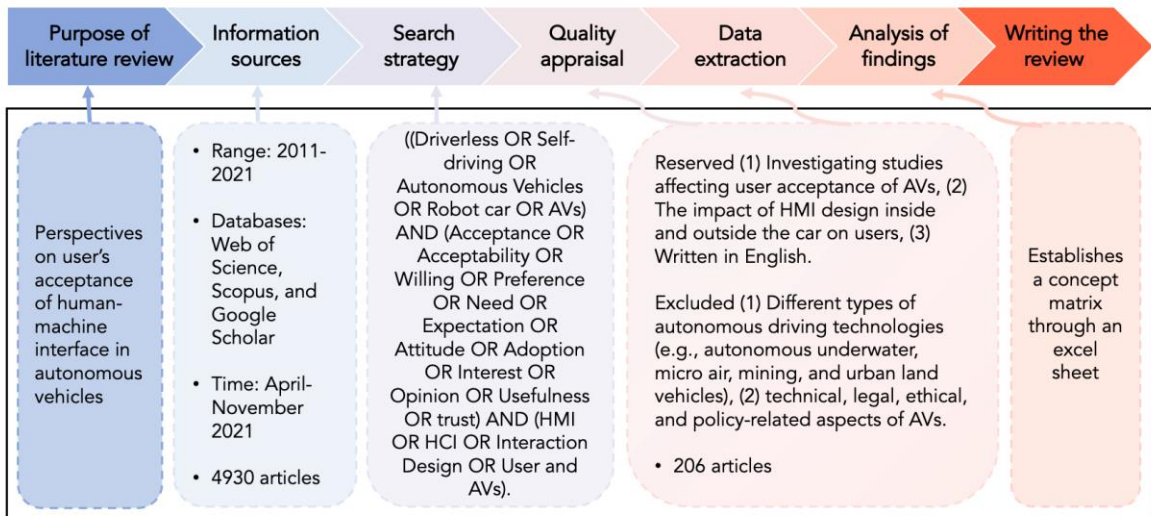 Purpose of
literature review
Information
sources
Search
strategy
Quality
appraisal
Data
extraction
Analysis of
findings
Writing the
review
Perspectives
on user's
acceptance
of human-
machine
interface in
autonomous
vehicles
• Range: 2011-
2021
• Databases:
Web of
Science,
Scopus, and
Google
Scholar
• Time: April-
November
2021
• 4930 articles
((Driverless OR Self-
driving OR
Autonomous Vehicles
OR Robot car OR AVs)
AND (Acceptance OR
Acceptability OR
Willing OR Preference
OR Need OR
Expectation OR
Attitude OR Adoption
OR Interest OR
Opinion OR Usefulness
OR trust) AND (HMI
OR HCI OR Interaction
Design OR User and
AVs).
Reserved (1) Investigating studies
affecting user acceptance of AVs, (2)
The impact of HMI design inside
and outside the car on users, (3)
Written in English.
Excluded (1) Different types of
autonomous driving technologies
(e.g., autonomous underwater,
micro air, mining, and urban land
vehicles), (2) technical, legal, ethical,
and policy-related aspects of AVs.
• 206 articles
Establishes
a concept
matrix
through an
excel
sheet